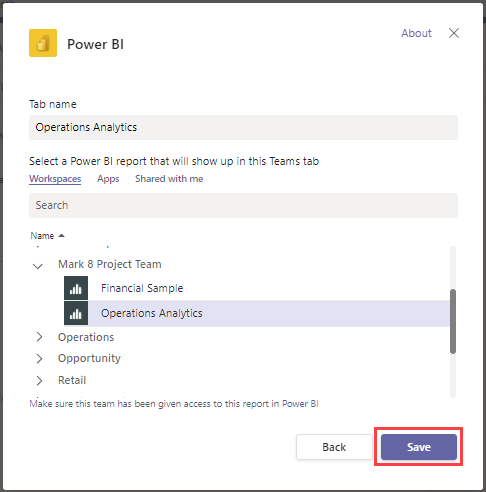 About
Power BI
Tab name
Operations Analytics
Select a Power BI report that will show up in this Teams tab
Workspaces Apps Shared with me
Search
Name
Mark 8 Project Team
Financial Sample
Operations Analytics
Operations
Opportunity
Retail
Make sure this team has been given access to this report in Power BI
Back Save